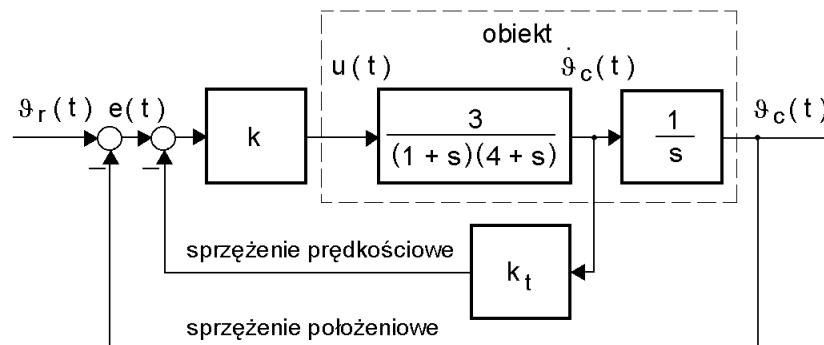 obiekt
u(t)
ϑ̇c(t)
ϑr(t)
e(t)
ϑc(t)
k
3
(1+s)(4+s)
1
s
−
−
sprzężenie prędkościowe
kt
sprzężenie położeniowe